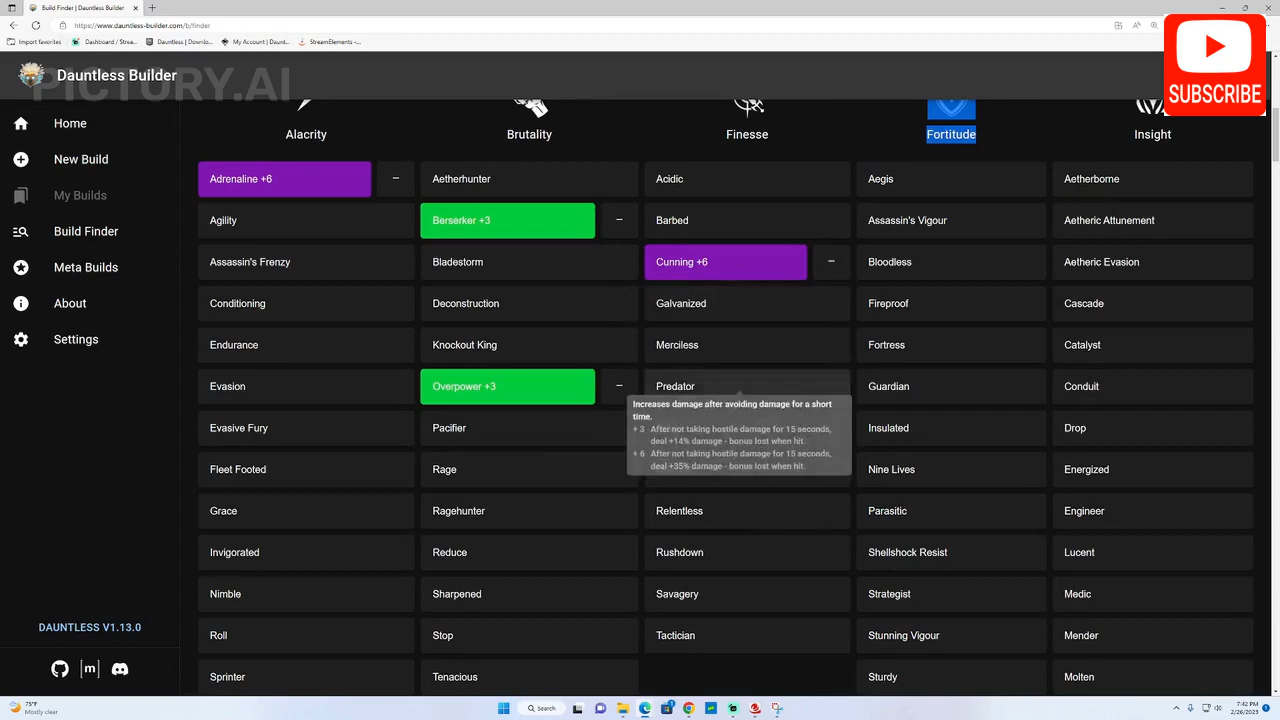 Build Finder | Dauntless Builder
https://www.dauntless-builder.com/b/finder
Import favorites
Dashboard / Strea...
Dauntless | Downlo...
My Account | Daunt...
StreamElements - ...
SUBSCRIBE
Dauntless Builder
PICTORY.AI
Home
New Build
My Builds
Build Finder
Meta Builds
About
Settings
DAUNTLESS V1.13.0
Alacrity
Brutality
Finesse
Fortitude
Insight
Adrenaline +6
Aetherhunter
Acidic
Aegis
Aetherborne
Agility
Berserker +3
Barbed
Assassin's Vigour
Aetheric Attunement
Assassin's Frenzy
Bladestorm
Cunning +6
Bloodless
Aetheric Evasion
Conditioning
Deconstruction
Galvanized
Fireproof
Cascade
Endurance
Knockout King
Merciless
Fortress
Catalyst
Evasion
Overpower +3
Predator
Guardian
Conduit
Increases damage after avoiding damage for a short
time.
+ 3 After not taking hostile damage for 15 seconds,
deal +14% damage - bonus lost when hit.
+ 6 After not taking hostile damage for 15 seconds,
deal +35% damage - bonus lost when hit.
Evasive Fury
Pacifier
Insulated
Drop
Fleet Footed
Rage
Nine Lives
Energized
Grace
Ragehunter
Relentless
Parasitic
Engineer
Invigorated
Reduce
Rushdown
Shellshock Resist
Lucent
Nimble
Sharpened
Savagery
Strategist
Medic
Roll
Stop
Tactician
Stunning Vigour
Mender
Sprinter
Tenacious
Sturdy
Molten
75°F
Mostly clear
Search
7:42 PM
2/26/2023